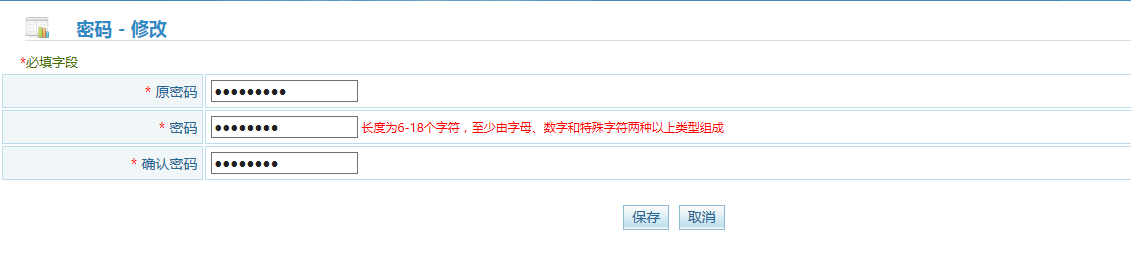 密码 - 修改
*必填字段
* 原密码 •••••••••
* 密码 •••••••• 长度为6-18个字符，至少由字母、数字和特殊字符两种以上类型组成
* 确认密码 ••••••••
保存 取消